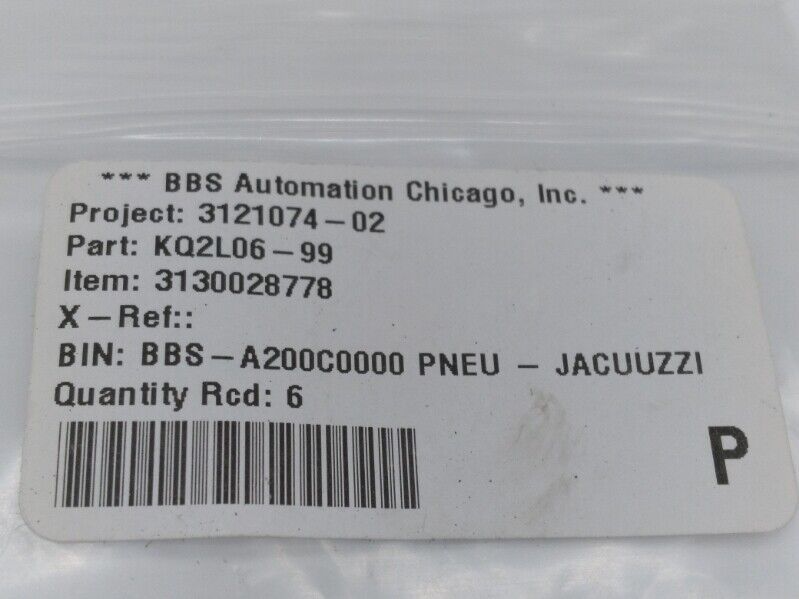 *** BBS Automation Chicago, Inc. ***
Project: 3121074-02
Part: KQ2L06-99
Item: 3130028778
X-Ref::
BIN: BBS-A200C0000 PNEU - JACUUZZI
Quantity Rcd: 6
P